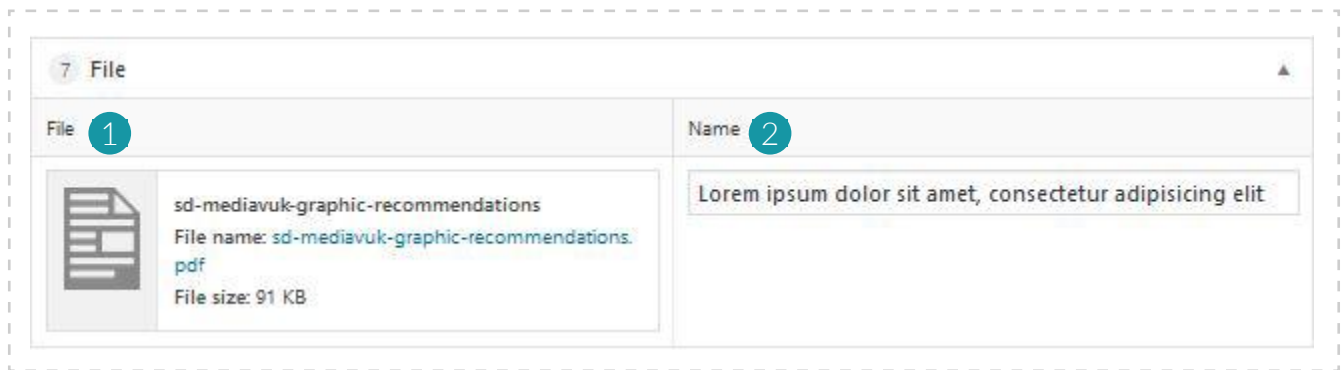 7 File
File 1
Name 2
sd-mediavuk-graphic-recommendations
File name: sd-mediavuk-graphic-recommendations.
pdf
File size: 91 KB
Lorem ipsum dolor sit amet, consectetur adipisicing elit